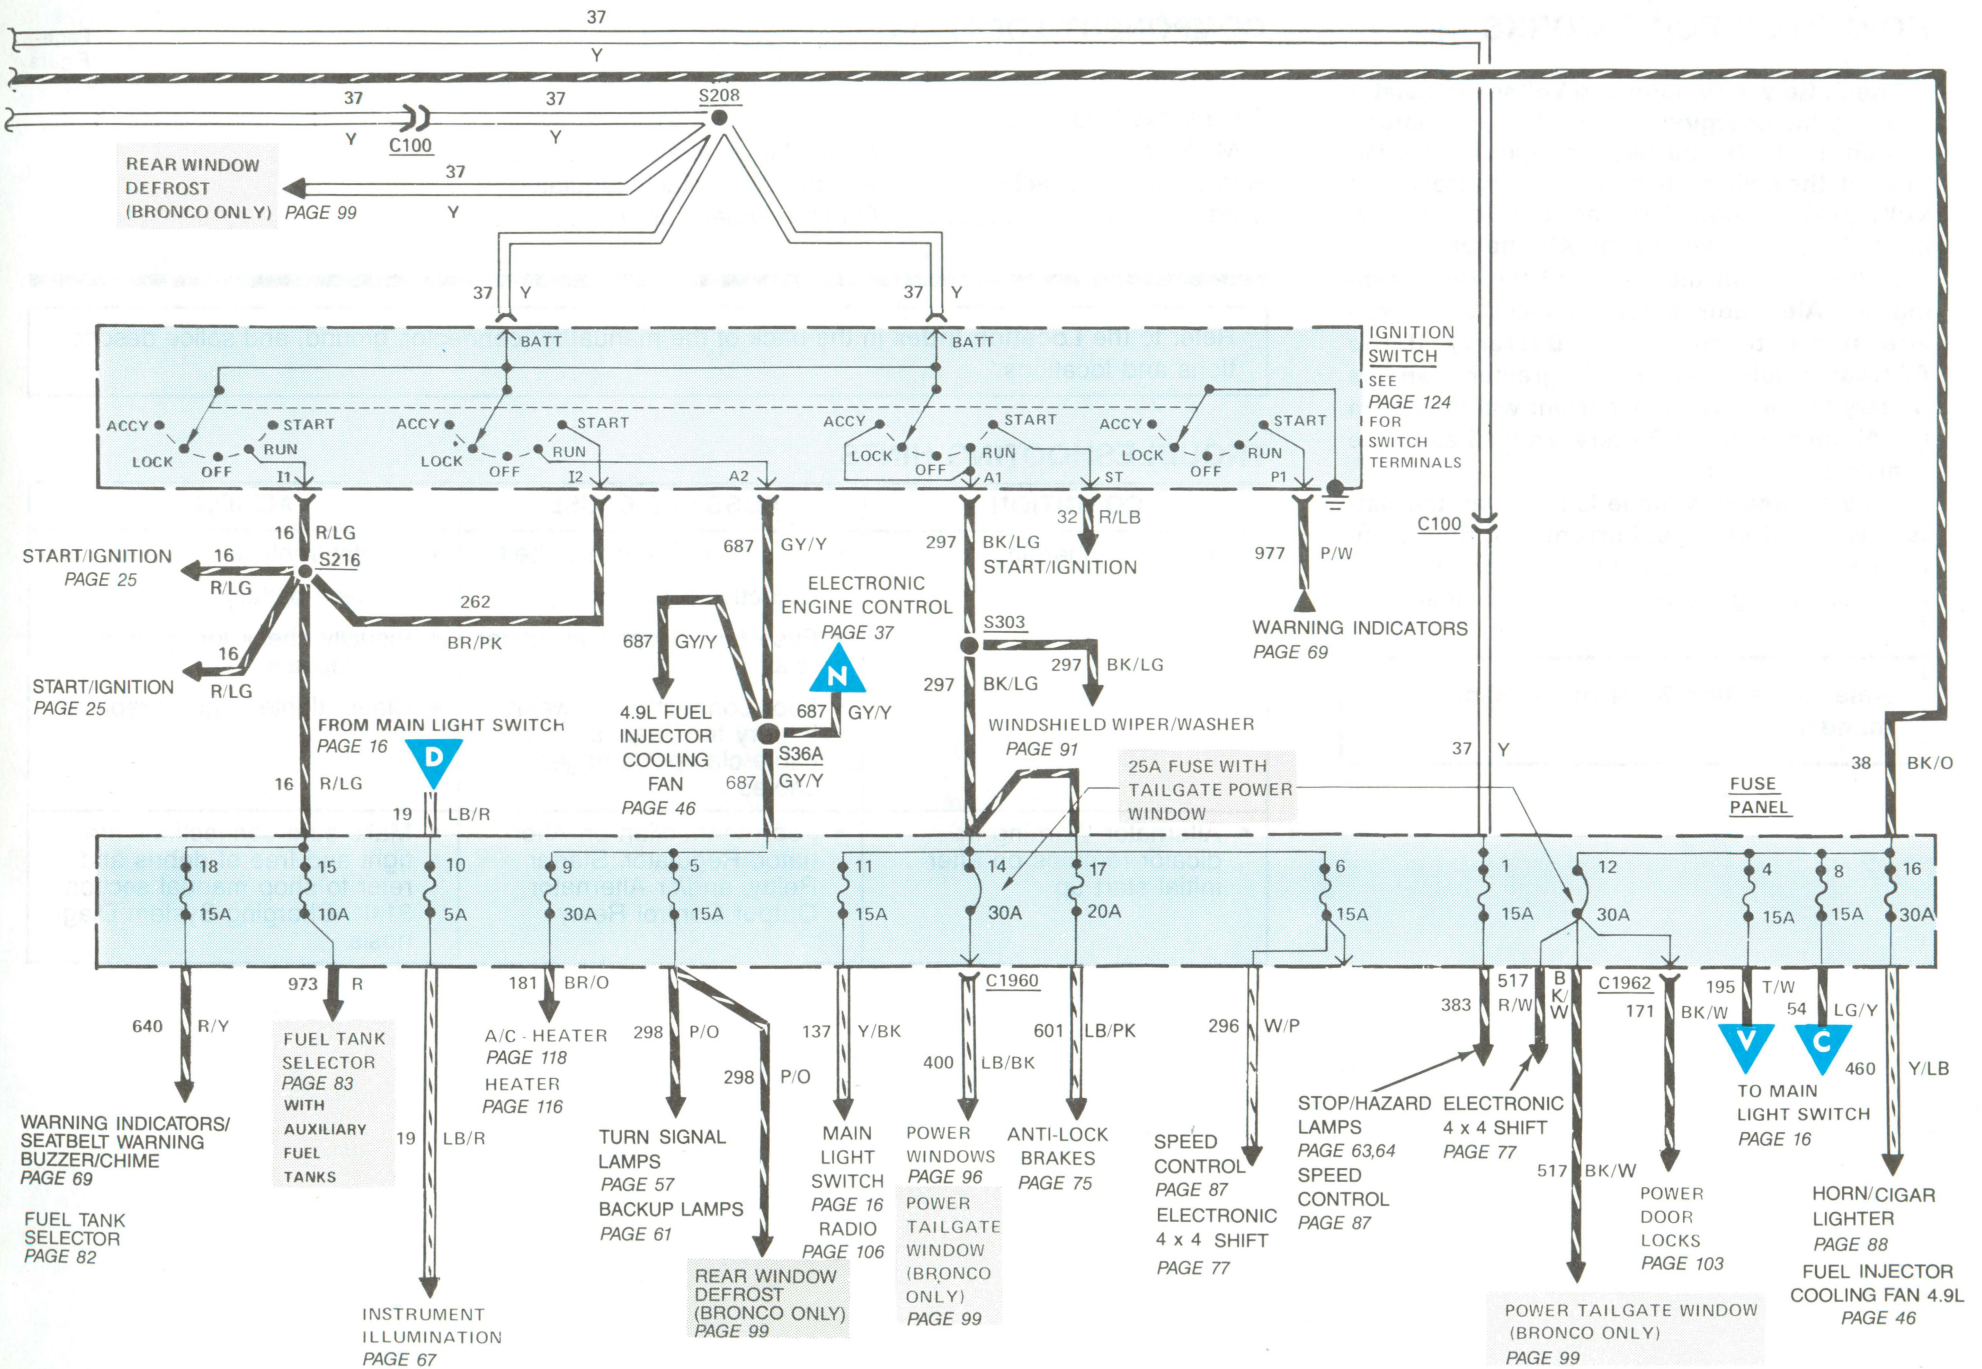 37
Y
37
Y
C100
37
Y
S208
REAR WINDOW
DEFROST
(BRONCO ONLY) PAGE 99
37
Y
37 Y
37 Y
BATT
BATT
IGNITION
SWITCH
SEE
PAGE 124
FOR
SWITCH
TERMINALS
ACCY
LOCK
OFF
RUN
START
I1
ACCY
LOCK
OFF
RUN
START
I2
A2
ACCY
LOCK
OFF
RUN
START
A1
ST
ACCY
LOCK
OFF
RUN
START
P1
16 R/LG
START/IGNITION
PAGE 25
16
R/LG
S216
262
BR/PK
START/IGNITION
PAGE 25
16
R/LG
16 R/LG
FROM MAIN LIGHT SWITCH
PAGE 16
D
19 LB/R
687 GY/Y
687 GY/Y
4.9L FUEL
INJECTOR
COOLING
FAN
PAGE 46
ELECTRONIC
ENGINE CONTROL
PAGE 37
N
687 GY/Y
S36A
687 GY/Y
297 BK/LG
32 R/LB
START/IGNITION
S303
297 BK/LG
297 BK/LG
WINDSHIELD WIPER/WASHER
PAGE 91
977 P/W
WARNING INDICATORS
PAGE 69
C100
37 Y
25A FUSE WITH
TAILGATE POWER
WINDOW
FUSE
PANEL
38 BK/O
18
15A
15
10A
10
5A
9
30A
5
15A
11
15A
14
30A
17
20A
6
15A
1
15A
12
30A
4
15A
8
15A
16
30A
640 R/Y
WARNING INDICATORS/
SEATBELT WARNING
BUZZER/CHIME
PAGE 69
FUEL TANK
SELECTOR
PAGE 82
973 R
FUEL TANK
SELECTOR
PAGE 83
WITH
AUXILIARY
FUEL
TANKS
19 LB/R
INSTRUMENT
ILLUMINATION
PAGE 67
181 BR/O
A/C - HEATER
PAGE 118
HEATER
PAGE 116
298 P/O
TURN SIGNAL
LAMPS
PAGE 57
BACKUP LAMPS
PAGE 61
298 P/O
REAR WINDOW
DEFROST
(BRONCO ONLY)
PAGE 99
137 Y/BK
MAIN
LIGHT
SWITCH
PAGE 16
RADIO
PAGE 106
C1960
400 LB/BK
POWER
WINDOWS
PAGE 96
POWER
TAILGATE
WINDOW
(BRONCO
ONLY)
PAGE 99
601 LB/PK
ANTI-LOCK
BRAKES
PAGE 75
296 W/P
SPEED
CONTROL
PAGE 87
ELECTRONIC
4 x 4 SHIFT
PAGE 77
383 R/W
STOP/HAZARD
LAMPS
PAGE 63,64
SPEED
CONTROL
PAGE 87
517 B
K/
W
ELECTRONIC
4 x 4 SHIFT
PAGE 77
517 BK/W
POWER TAILGATE WINDOW
(BRONCO ONLY)
PAGE 99
C1962
171 BK/W
POWER
DOOR
LOCKS
PAGE 103
195 T/W
V
54 LG/Y
C
TO MAIN
LIGHT SWITCH
PAGE 16
460 Y/LB
HORN/CIGAR
LIGHTER
PAGE 88
FUEL INJECTOR
COOLING FAN 4.9L
PAGE 46